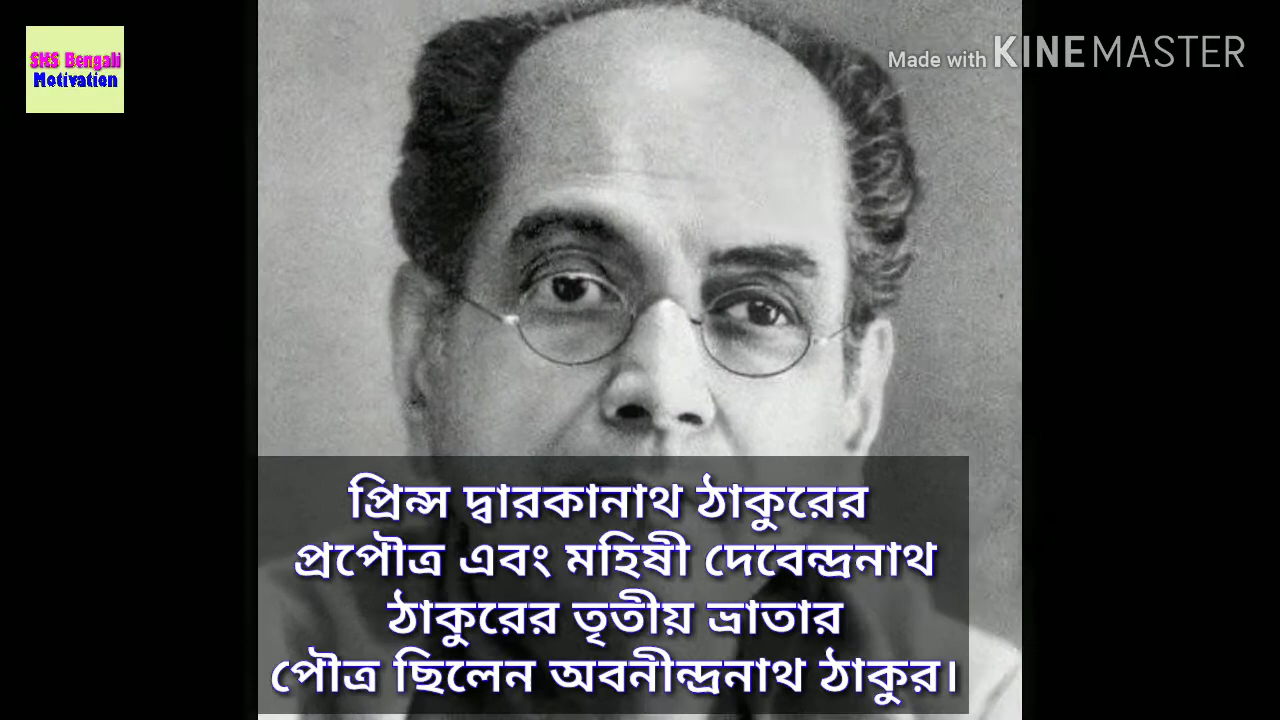 SHS Bengali
Motivation
Made with KINEMASTER
প্রিন্স দ্বারকানাথ ঠাকুরের
প্রপৌত্র এবং মহিষী দেবেন্দ্রনাথ
ঠাকুরের তৃতীয় ভ্রাতার
পৌত্র ছিলেন অবনীন্দ্রনাথ ঠাকুর।